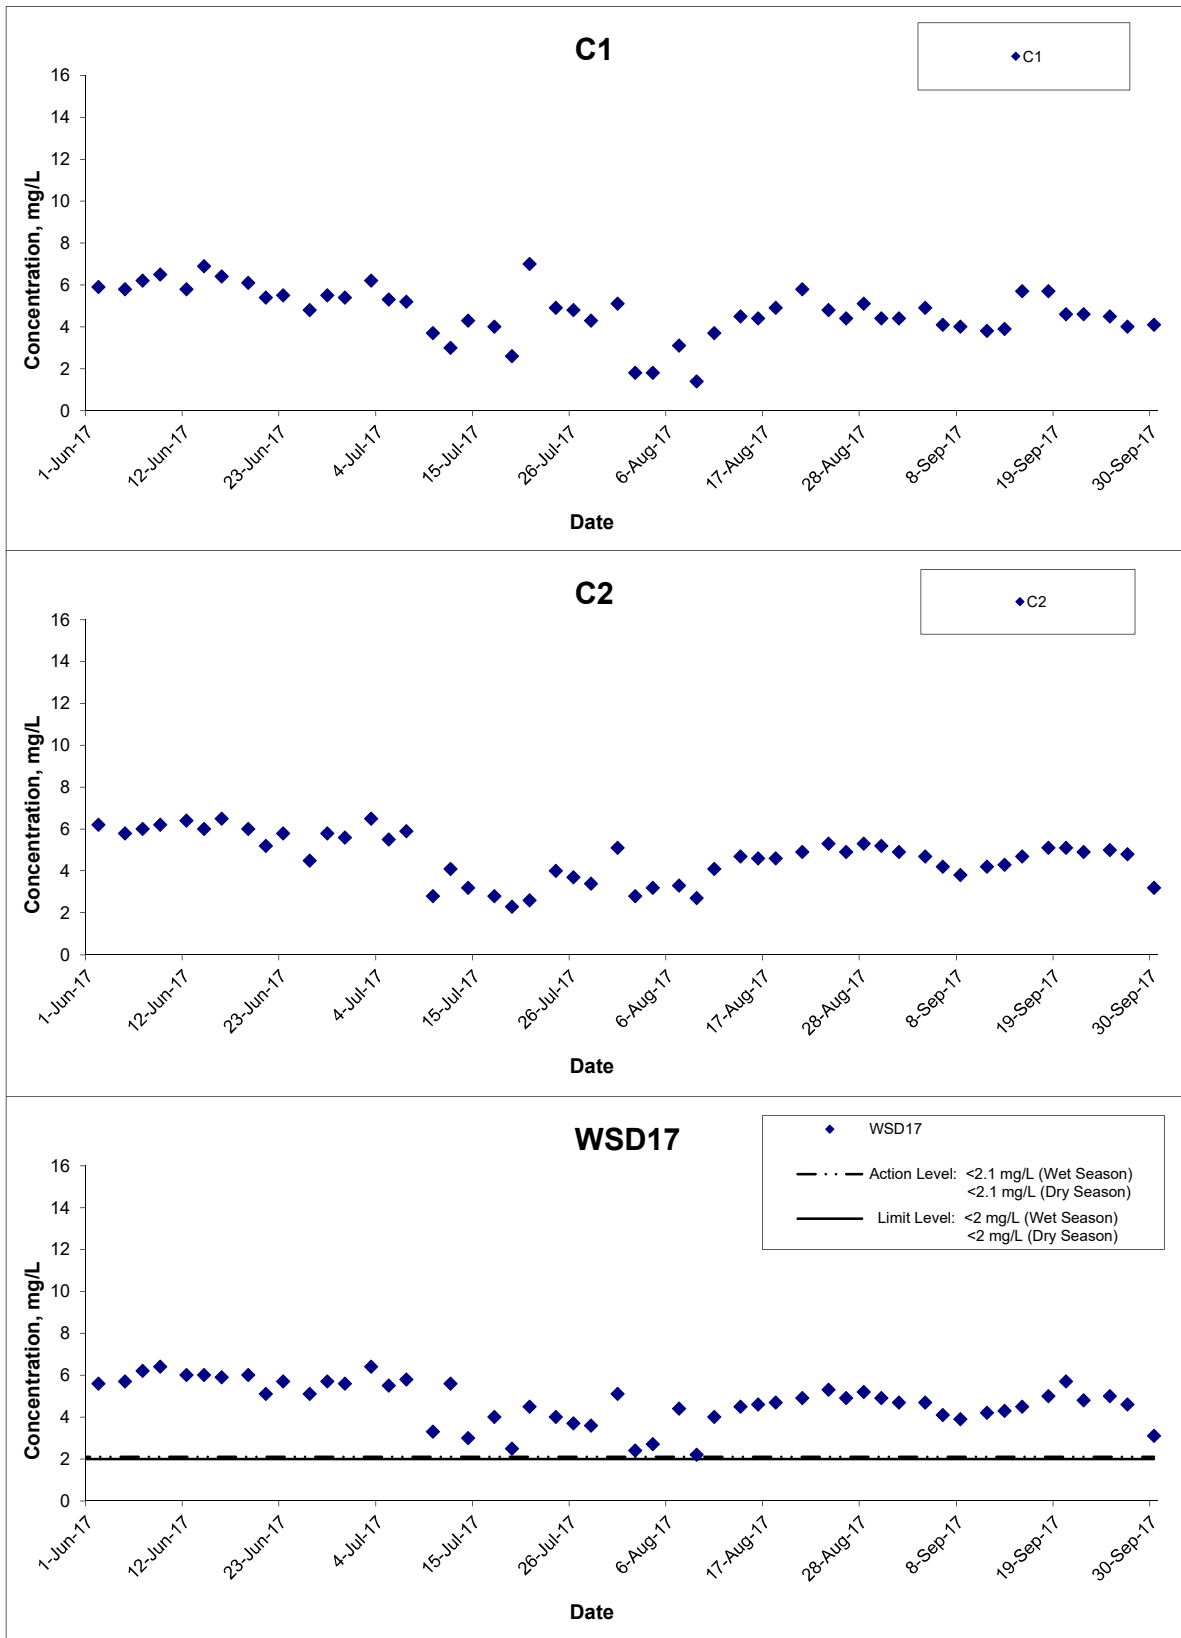 C1
C1
Concentration, mg/L
16
14
12
10
8
6
4
2
0
1-Jun-17
12-Jun-17
23-Jun-17
4-Jul-17
15-Jul-17
26-Jul-17
6-Aug-17
17-Aug-17
28-Aug-17
8-Sep-17
19-Sep-17
30-Sep-17
Date
C2
C2
Concentration, mg/L
16
14
12
10
8
6
4
2
0
1-Jun-17
12-Jun-17
23-Jun-17
4-Jul-17
15-Jul-17
26-Jul-17
6-Aug-17
17-Aug-17
28-Aug-17
8-Sep-17
19-Sep-17
30-Sep-17
Date
WSD17
WSD17
Action Level: <2.1 mg/L (Wet Season)
<2.1 mg/L (Dry Season)
Limit Level: <2 mg/L (Wet Season)
<2 mg/L (Dry Season)
Concentration, mg/L
16
14
12
10
8
6
4
2
0
1-Jun-17
12-Jun-17
23-Jun-17
4-Jul-17
15-Jul-17
26-Jul-17
6-Aug-17
17-Aug-17
28-Aug-17
8-Sep-17
19-Sep-17
30-Sep-17
Date